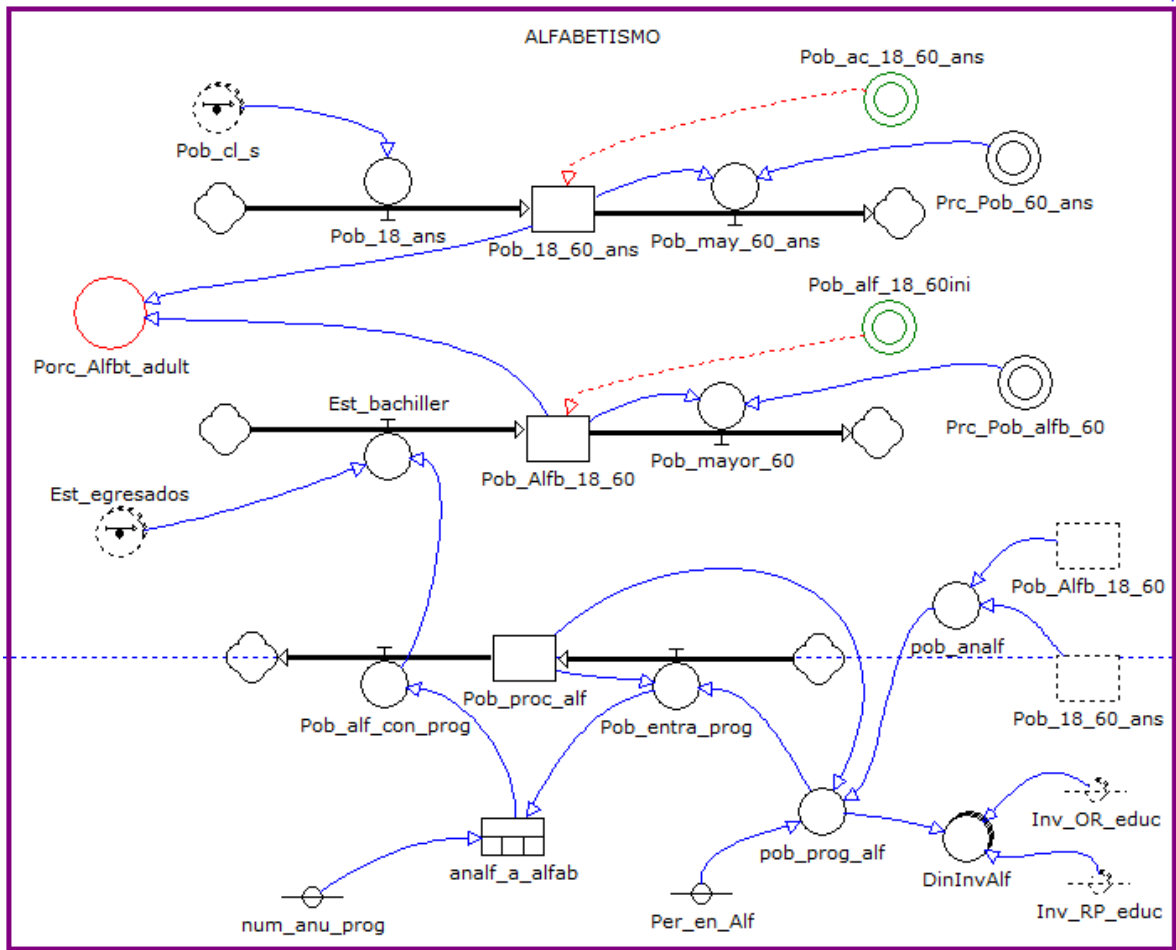 ALFABETISMO
Pob_ac_18_60_ans
Pob_cl_s
Prc_Pob_60_ans
Pob_18_ans
Pob_18_60_ans
Pob_may_60_ans
Pob_alf_18_60ini
Porc_Alfbt_adult
Est_bachiller
Prc_Pob_alfb_60
Pob_Alfb_18_60
Pob_mayor_60
Est_egresados
Pob_Alfb_18_60
pob_analf
Pob_proc_alf
Pob_alf_con_prog
Pob_entra_prog
Pob_18_60_ans
Inv_OR_educ
pob_prog_alf
analf_a_alfab
DinInvAlf
num_anu_prog
Per_en_Alf
Inv_RP_educ